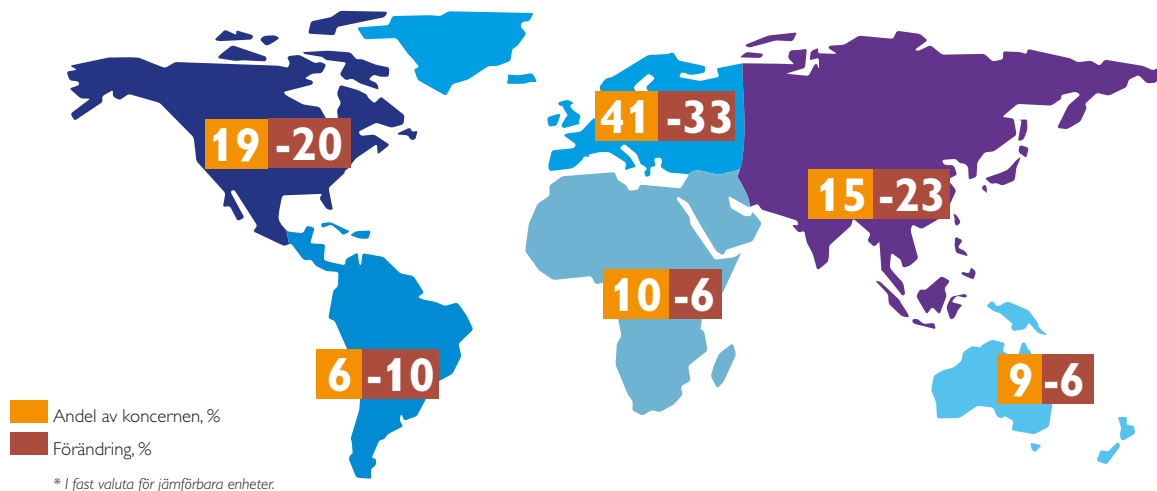 41 -33
19 -20
15 -23
10 -6
6 -10
9 -6
Andel av koncernen, %
Förändring, %
* I fast valuta för jämförbara enheter.